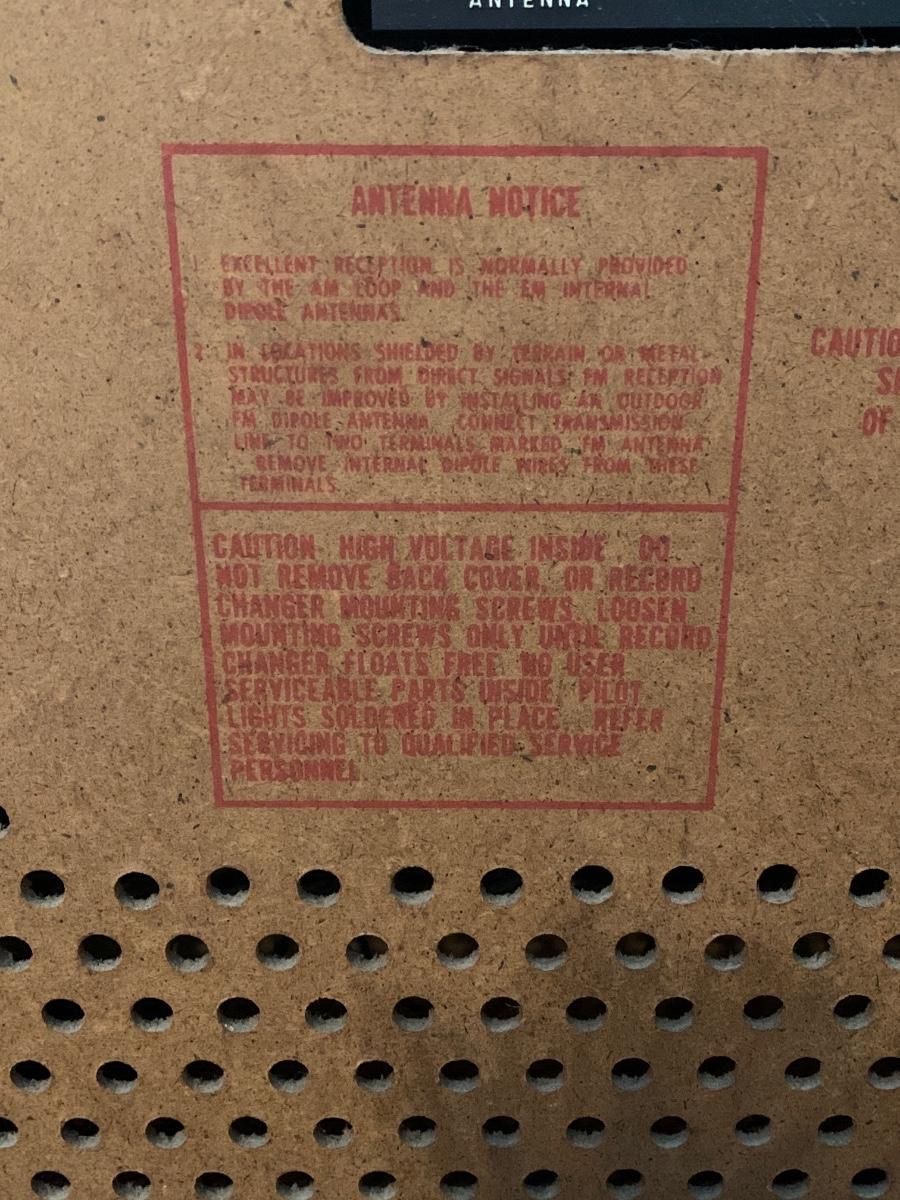 ANTENNA
ANTENNA NOTICE
1 EXCELLENT RECEPTION IS NORMALLY PROVIDED
BY THE AM LOOP AND THE FM INTERNAL
DIPOLE ANTENNAS.
2 IN LOCATIONS SHIELDED BY TERRAIN OR METAL
STRUCTURES FROM DIRECT SIGNALS, FM RECEPTION
MAY BE IMPROVED BY INSTALLING AN OUTDOOR
FM DIPOLE ANTENNA. CONNECT TRANSMISSION
LINE TO TWO TERMINALS MARKED FM ANTENNA
REMOVE INTERNAL DIPOLE WIRES FROM THESE
TERMINALS.
CAUTION: HIGH VOLTAGE INSIDE. DO
NOT REMOVE BACK COVER, OR RECORD
CHANGER MOUNTING SCREWS. LOOSEN
MOUNTING SCREWS ONLY UNTIL RECORD
CHANGER FLOATS FREE. NO USER
SERVICEABLE PARTS INSIDE. PILOT
LIGHTS SOLDERED IN PLACE. REFER
SERVICING TO QUALIFIED SERVICE
PERSONNEL
OF